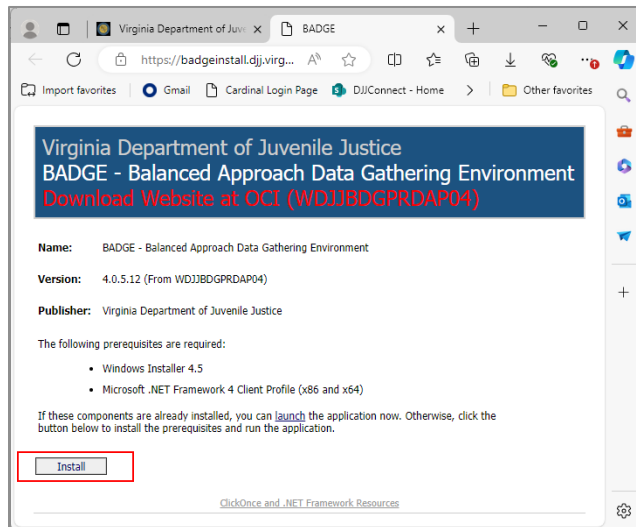 Virginia Department of Juve
BADGE
https://badgeinstall.djj.virg...
Import favorites
Gmail
Cardinal Login Page
DJJConnect - Home
Other favorites
Virginia Department of Juvenile Justice
BADGE - Balanced Approach Data Gathering Environment
Download Website at OCI (WDJJBDGPRDAP04)
Name: BADGE - Balanced Approach Data Gathering Environment
Version: 4.0.5.12 (From WDJJBDGPRDAP04)
Publisher: Virginia Department of Juvenile Justice
The following prerequisites are required:
• Windows Installer 4.5
• Microsoft .NET Framework 4 Client Profile (x86 and x64)
If these components are already installed, you can launch the application now. Otherwise, click the
button below to install the prerequisites and run the application.
Install
ClickOnce and .NET Framework Resources